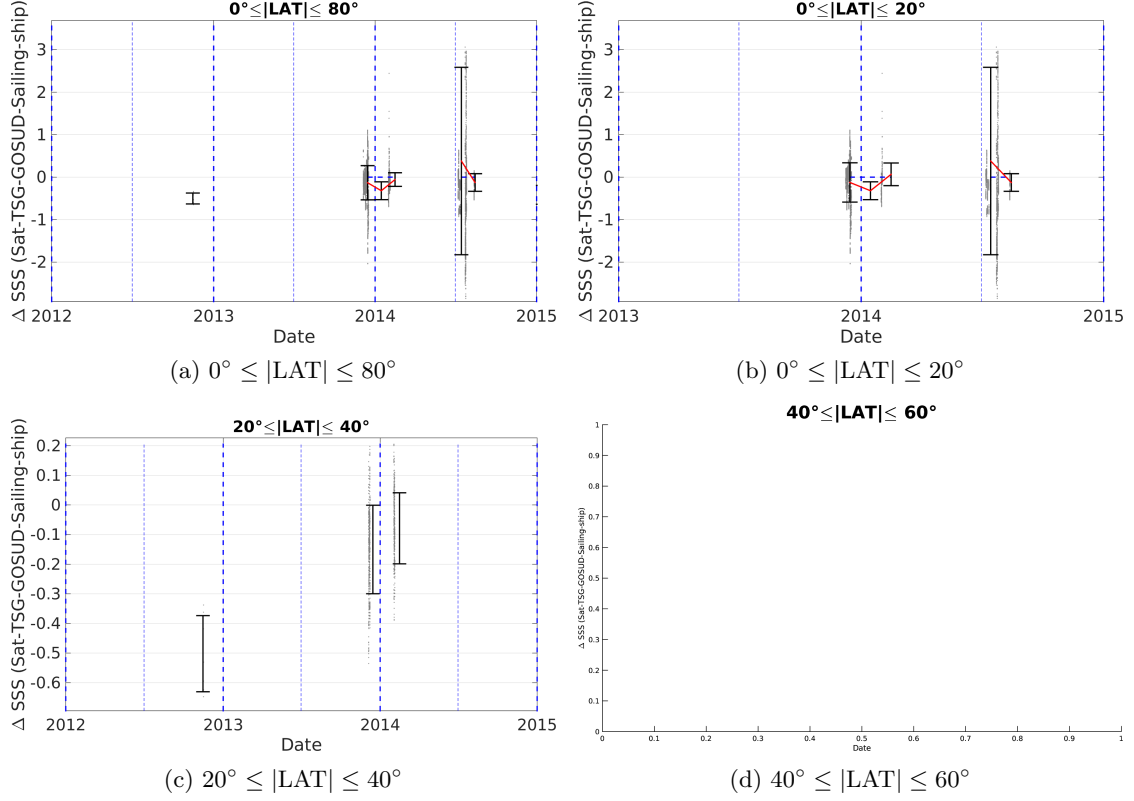 0°≤|LAT|≤ 80°
Δ SSS (Sat-TSG-GOSUD-Sailing-ship)
3
2
1
0
-1
-2
2012 2013 2014 2015
Date
(a) 0° ≤ |LAT| ≤ 80°
0°≤|LAT|≤ 20°
Δ SSS (Sat-TSG-GOSUD-Sailing-ship)
3
2
1
0
-1
-2
2013 2014 2015
Date
(b) 0° ≤ |LAT| ≤ 20°
20°≤|LAT|≤ 40°
Δ SSS (Sat-TSG-GOSUD-Sailing-ship)
0.2
0.1
0
-0.1
-0.2
-0.3
-0.4
-0.5
-0.6
2012 2013 2014 2015
Date
(c) 20° ≤ |LAT| ≤ 40°
40°≤|LAT|≤ 60°
Δ SSS (Sat-TSG-GOSUD-Sailing-ship)
1
0.9
0.8
0.7
0.6
0.5
0.4
0.3
0.2
0.1
0
0 0.1 0.2 0.3 0.4 0.5 0.6 0.7 0.8 0.9 1
Date
(d) 40° ≤ |LAT| ≤ 60°